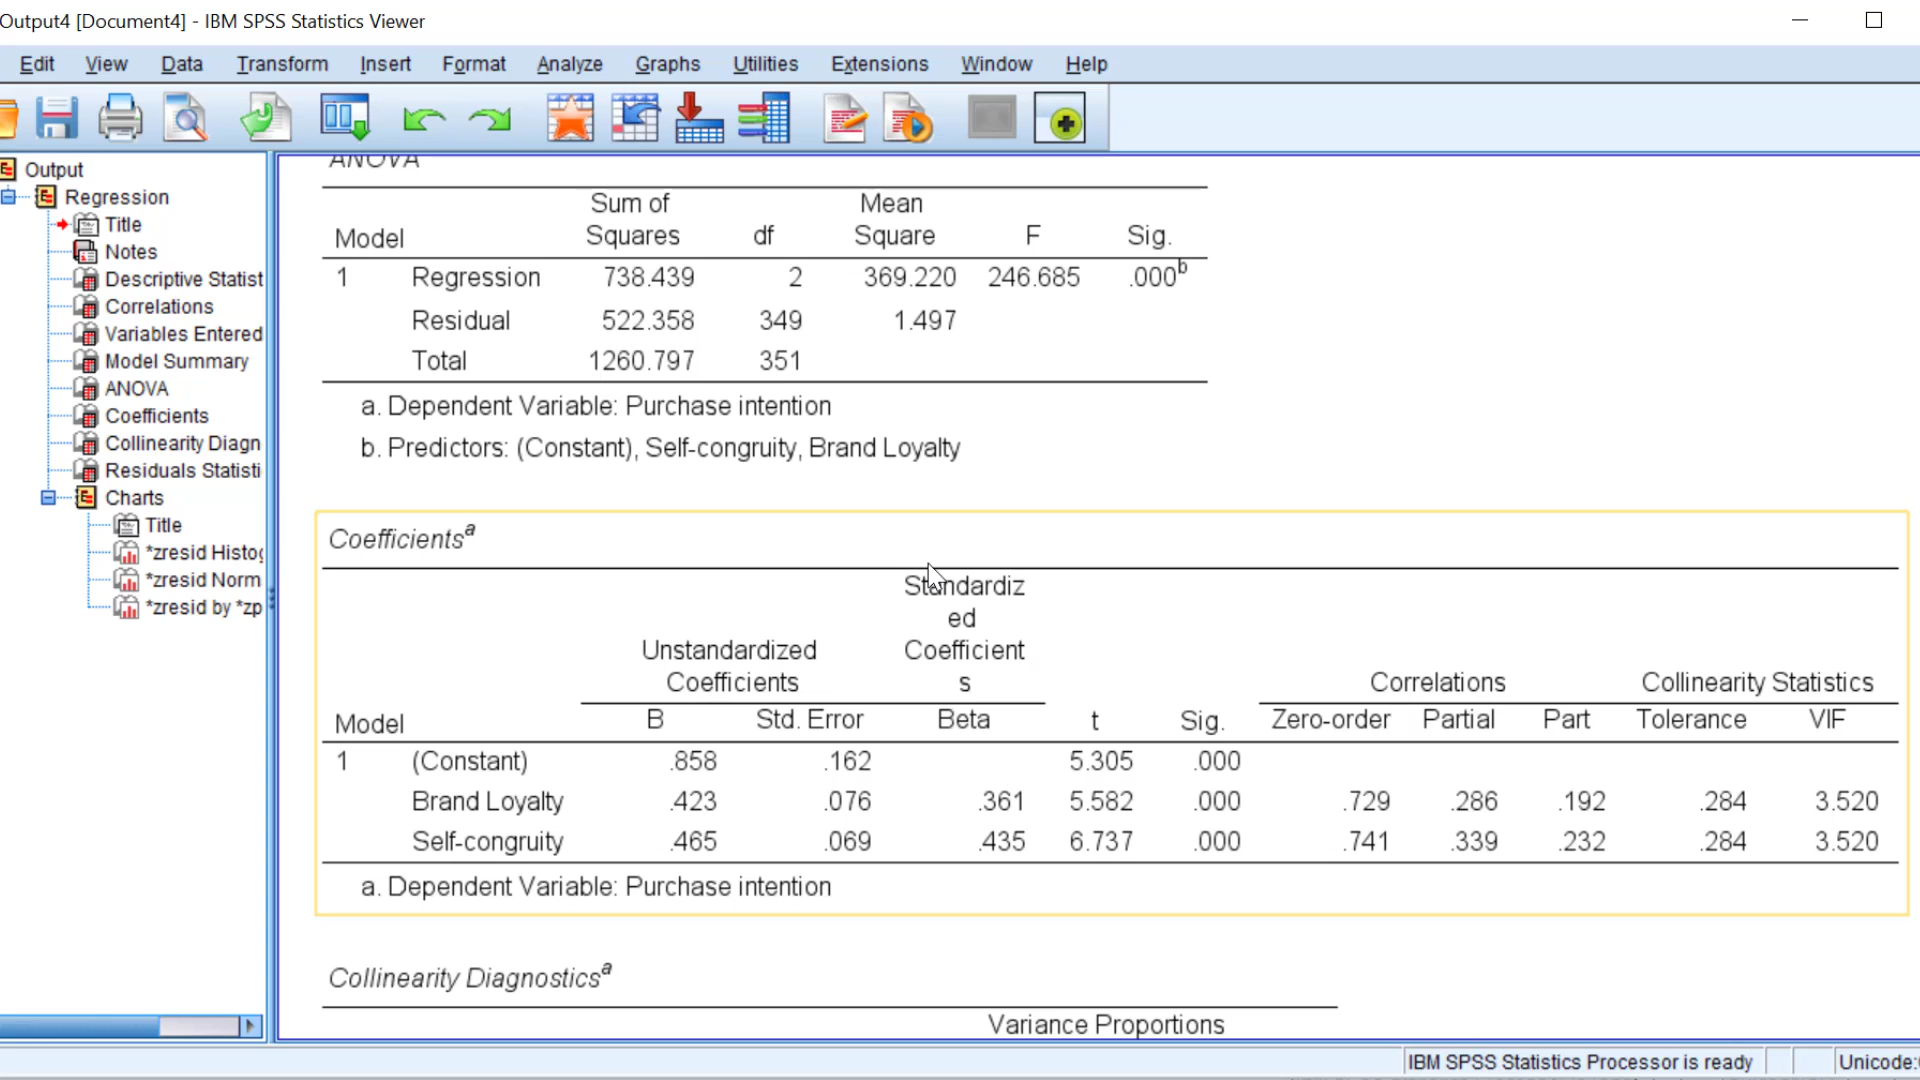 Output4 [Document4] - IBM SPSS Statistics Viewer
Edit View Data Transform Insert Format Analyze Graphs Utilities Extensions Window Help
Output
Regression
Title
Notes
Descriptive Statist
Correlations
Variables Entered
Model Summary
ANOVA
Coefficients
Collinearity Diagn
Residuals Statisti
Charts
Title
*zresid Histog
*zresid Norm
*zresid by *zp
ANOVA
Sum of Mean
Model Squares df Square F Sig.
1 Regression 738.439 2 369.220 246.685 .000b
Residual 522.358 349 1.497
Total 1260.797 351
a. Dependent Variable: Purchase intention
b. Predictors: (Constant), Self-congruity, Brand Loyalty
Coefficientsa
Standardiz
ed
Unstandardized Coefficient
Coefficients s Correlations Collinearity Statistics
Model B Std. Error Beta t Sig. Zero-order Partial Part Tolerance VIF
1 (Constant) .858 .162 5.305 .000
Brand Loyalty .423 .076 .361 5.582 .000 .729 .286 .192 .284 3.520
Self-congruity .465 .069 .435 6.737 .000 .741 .339 .232 .284 3.520
a. Dependent Variable: Purchase intention
Collinearity Diagnosticsa
Variance Proportions
IBM SPSS Statistics Processor is ready Unicode: